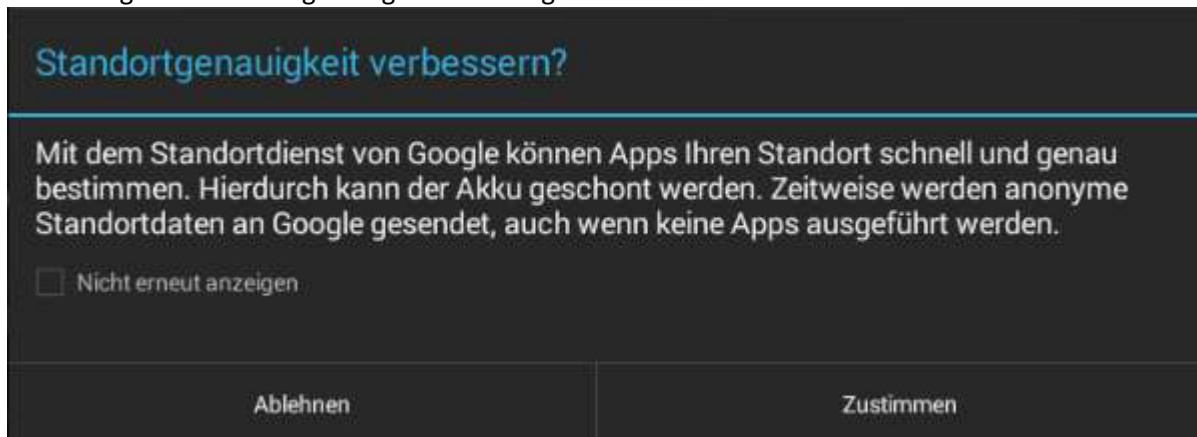 Standortgenauigkeit verbessern?
Mit dem Standortdienst von Google können Apps Ihren Standort schnell und genau
bestimmen. Hierdurch kann der Akku geschont werden. Zeitweise werden anonyme
Standortdaten an Google gesendet, auch wenn keine Apps ausgeführt werden.
Nicht erneut anzeigen
Ablehnen
Zustimmen